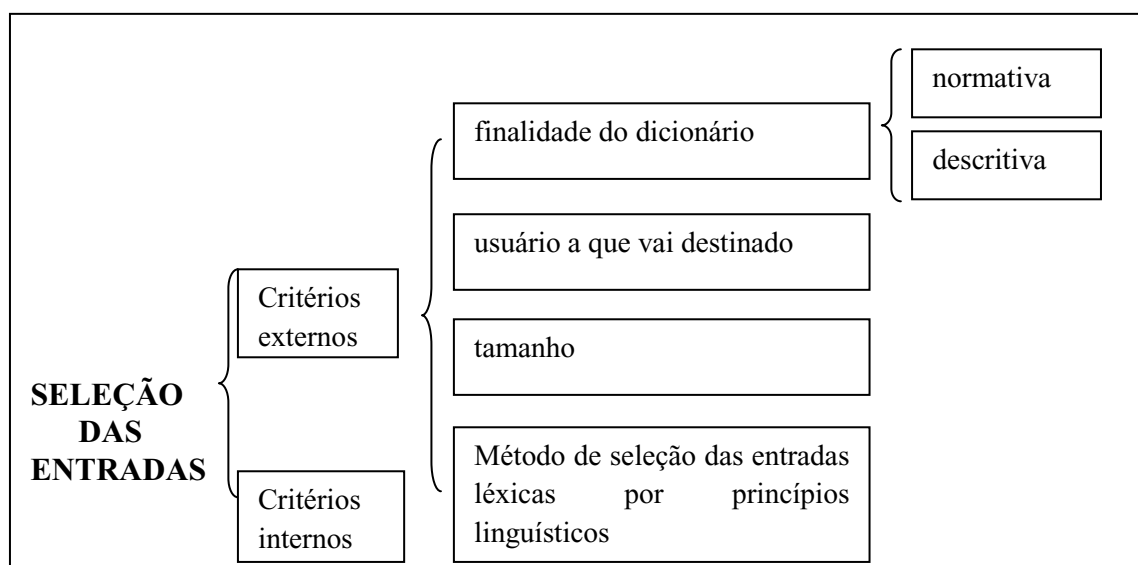 SELEÇÃO
DAS
ENTRADAS
Critérios
externos
finalidade do dicionário
normativa
descritiva
usuário a que vai destinado
tamanho
Critérios
internos
Método de seleção das entradas
léxicas por princípios
linguísticos